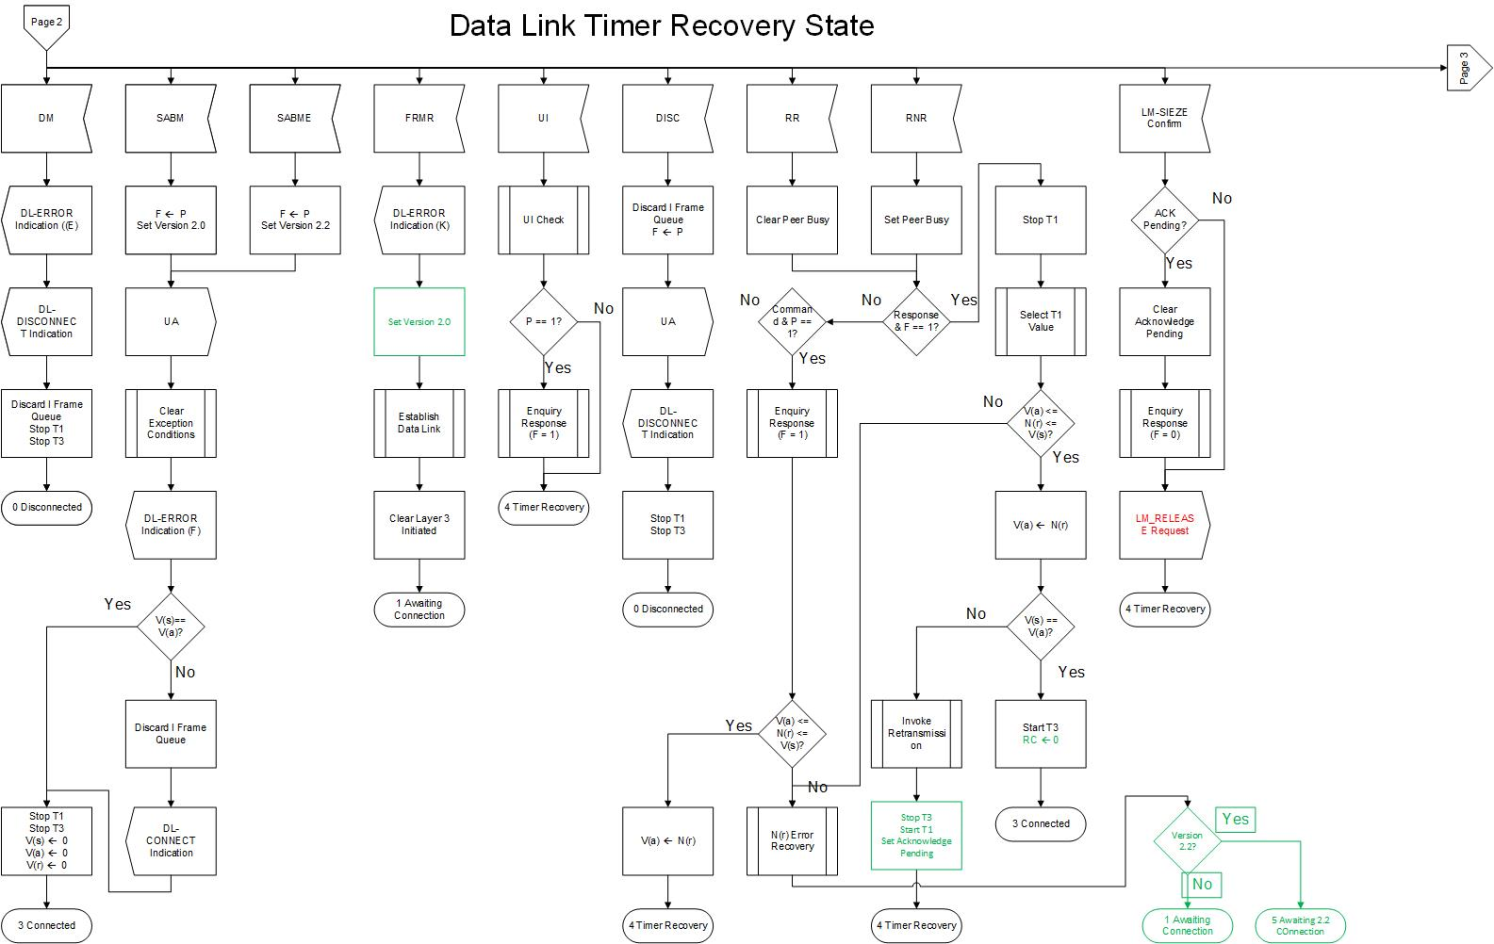 Page 2
Data Link Timer Recovery State
Page 3
DM
SABM
SABME
FRMR
UI
DISC
RR
RNR
LM-SIEZE
Confirm
DL-ERROR
Indication ((E)
F ← P
Set Version 2.0
F ← P
Set Version 2.2
DL-ERROR
Indication (K)
UI Check
Discard I Frame
Queue
F ← P
Clear Peer Busy
Set Peer Busy
Stop T1
ACK
Pending?
No
Yes
DL-
DISCONNEC
T Indication
UA
Set Version 2.0
P == 1?
No
Yes
UA
No
Comman
d & P ==
1?
Yes
No
Response
& F == 1?
Yes
Select T1
Value
Clear
Acknowledge
Pending
Discard I Frame
Queue
Stop T1
Stop T3
Clear
Exception
Conditions
Establish
Data Link
Enquiry
Response
(F = 1)
DL-
DISCONNEC
T Indication
Enquiry
Response
(F = 1)
No
V(a) <=
N(r) <=
V(s)?
Yes
Enquiry
Response
(F = 0)
0 Disconnected
DL-ERROR
Indication (F)
Clear Layer 3
Initiated
4 Timer Recovery
Stop T1
Stop T3
V(a) ← N(r)
LM_RELEAS
E Request
Yes
V(s)==
V(a)?
No
1 Awaiting
Connection
0 Disconnected
No
V(s) ==
V(a)?
Yes
4 Timer Recovery
Discard I Frame
Queue
Yes
V(a) <=
N(r) <=
V(s)?
No
Invoke
Retransmissi
on
Start T3
RC ← 0
Stop T1
Stop T3
V(s) ← 0
V(a) ← 0
V(r) ← 0
DL-
CONNECT
Indication
V(a) ← N(r)
N(r) Error
Recovery
Stop T3
Start T1
Set Acknowledge
Pending
3 Connected
Version
2.2?
Yes
No
3 Connected
4 Timer Recovery
4 Timer Recovery
1 Awaiting
Connection
5 Awaiting 2.2
COnnection